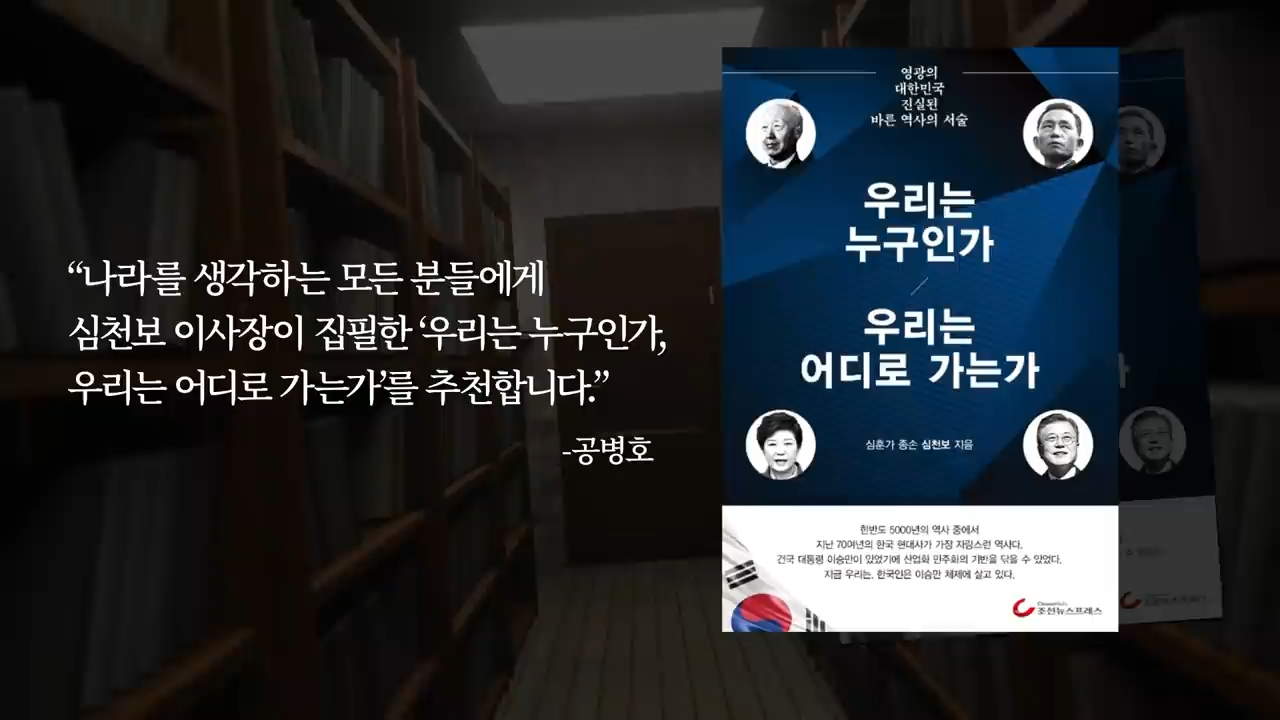 “나라를 생각하는 모든 분들에게
심천보 이사장이 집필한 ‘우리는 누구인가,
우리는 어디로 가는가’를 추천합니다.”
-공병호
영광의
대한민국
진실된
바른 역사의 서술
우리는
누구인가
우리는
어디로 가는가
심훈가 종손 심천보 지음
한반도 5000년의 역사 중에서
지난 70여년의 한국 현대사가 가장 자랑스런 역사다.
건국 대통령 이승만이 있었기에 산업화 민주화의 기반을 닦을 수 있었다.
지금 우리는, 한국인은 이승만 체제에 살고 있다.
조선뉴스프레스